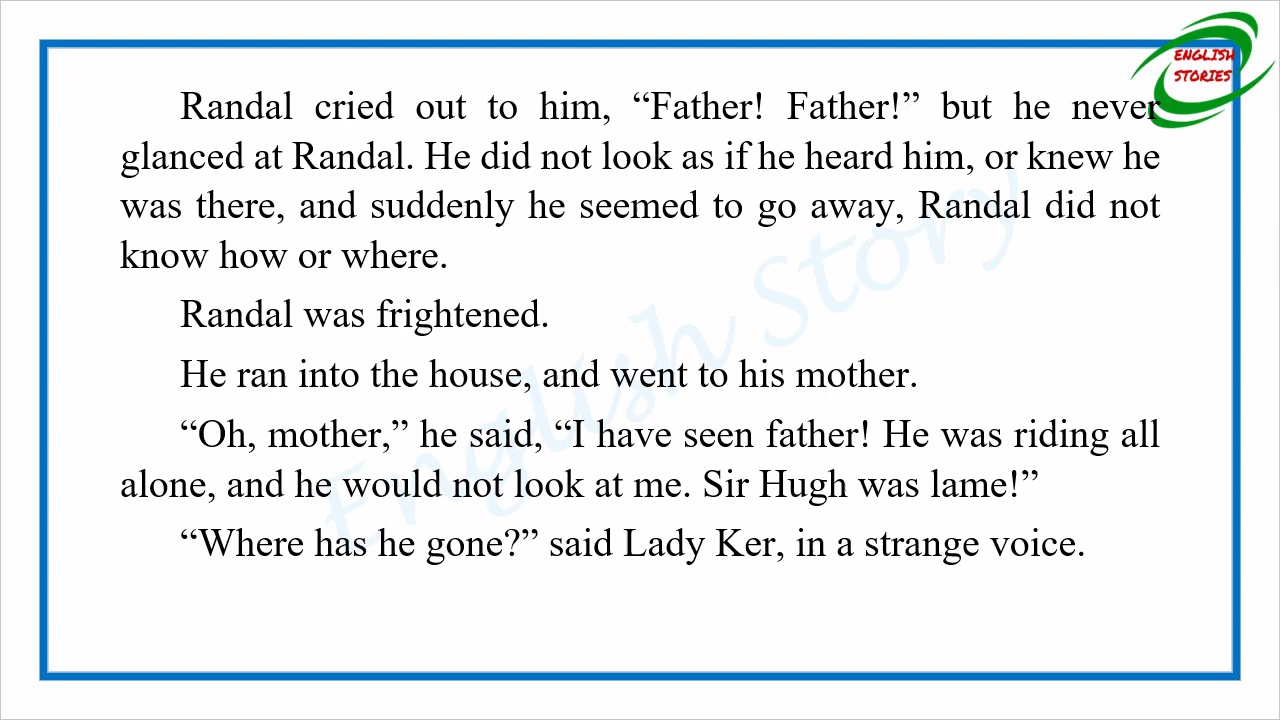 ENGLISH
STORIES
Randal cried out to him, “Father! Father!” but he never
glanced at Randal. He did not look as if he heard him, or knew he
was there, and suddenly he seemed to go away, Randal did not
know how or where.
Randal was frightened.
He ran into the house, and went to his mother.
“Oh, mother,” he said, “I have seen father! He was riding all
alone, and he would not look at me. Sir Hugh was lame!”
“Where has he gone?” said Lady Ker, in a strange voice.
English Story